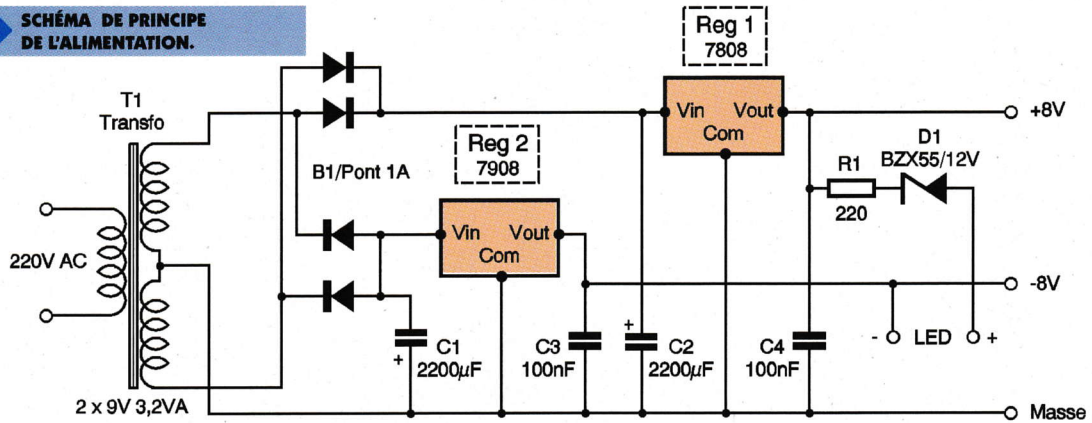 SCHÉMA DE PRINCIPE
DE L'ALIMENTATION.
T1
Transfo
220V AC
2 x 9V 3,2VA
B1/Pont 1A
Reg 2
7908
Vin Vout
Com
Reg 1
7808
Vin Vout
Com
+8V
R1
220
D1
BZX55/12V
-8V
- LED +
+ C1
2200µF
C3
100nF
+ C2
2200µF
C4
100nF
Masse